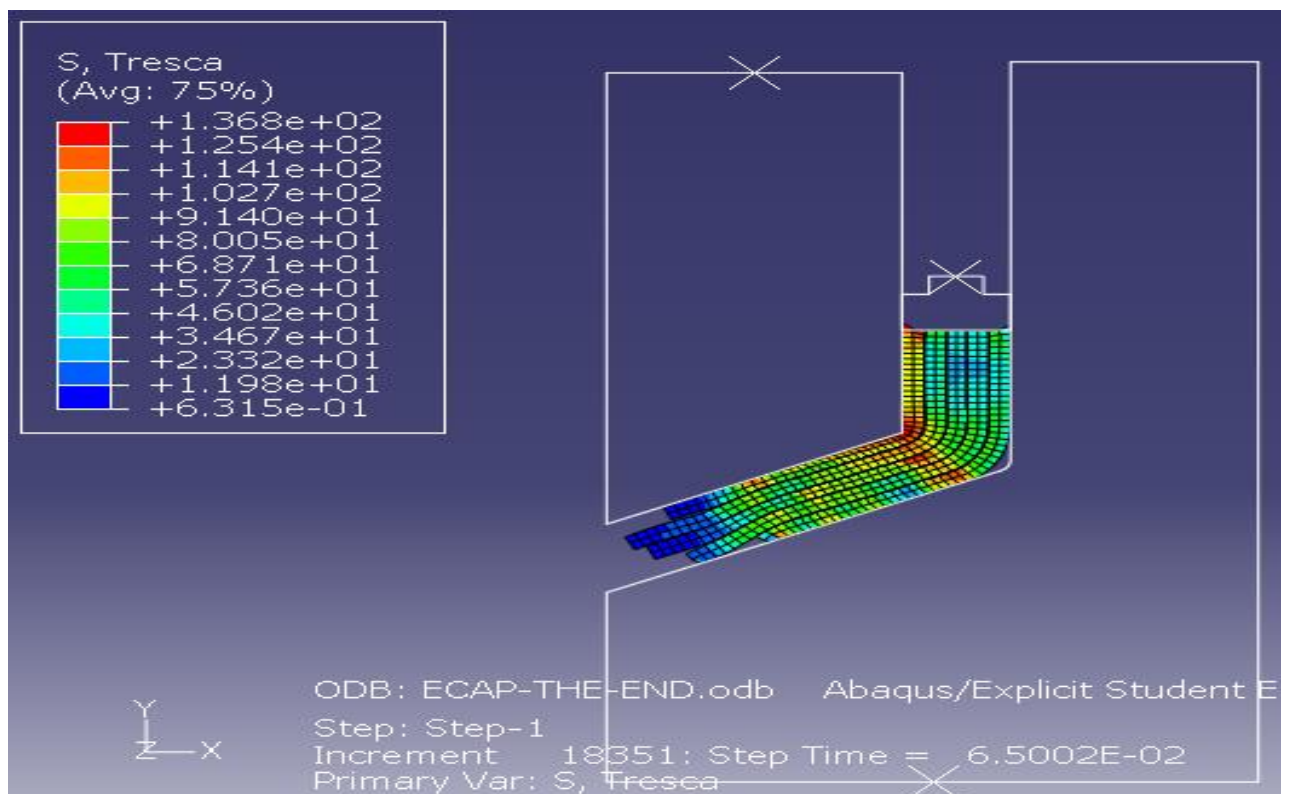 S, Tresca
(Avg: 75%)
+1.368e+02
+1.254e+02
+1.141e+02
+1.027e+02
+9.140e+01
+8.005e+01
+6.871e+01
+5.736e+01
+4.602e+01
+3.467e+01
+2.332e+01
+1.198e+01
+6.315e-01
ODB: ECAP-THE-END.odb Abaqus/Explicit Student E
Step: Step-1
Increment 18351: Step Time = 6.5002E-02
Primary Var: S, Tresca
Y
Z X